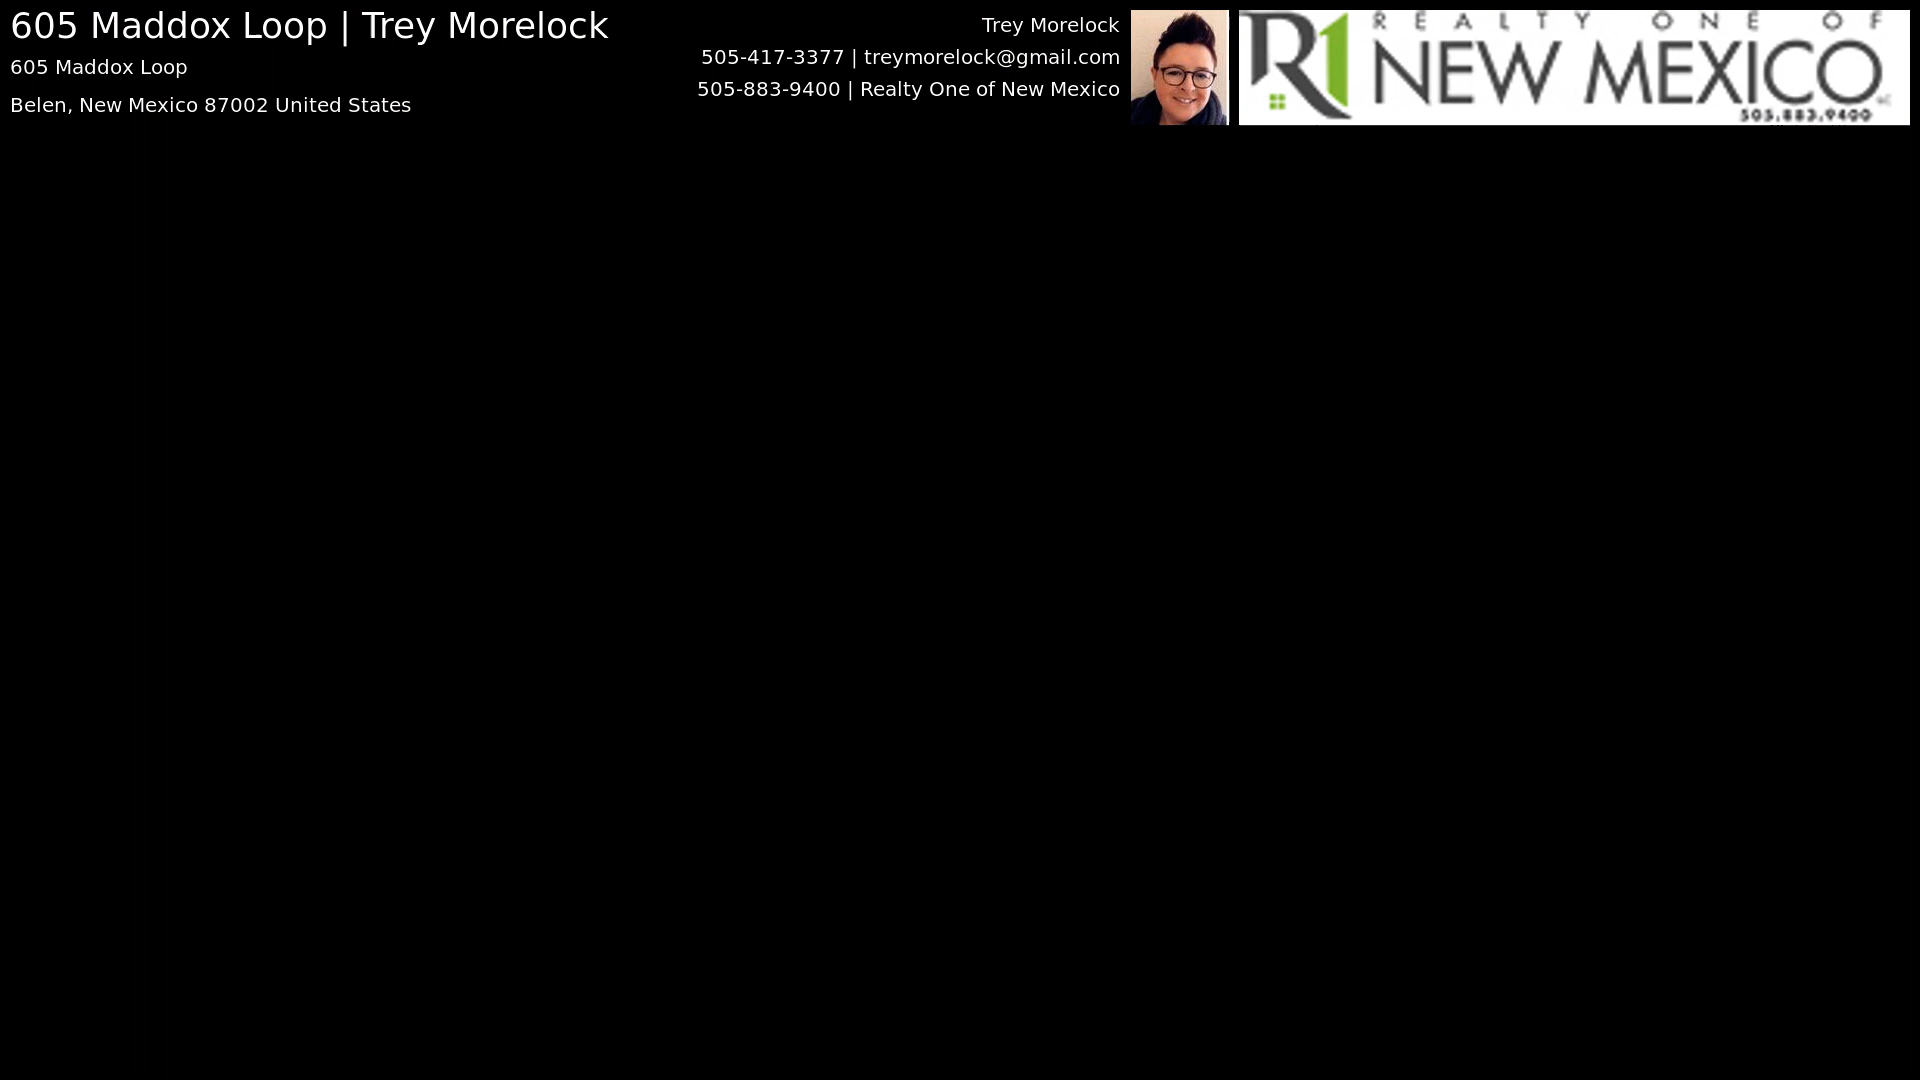 605 Maddox Loop | Trey Morelock
605 Maddox Loop
Belen, New Mexico 87002 United States
Trey Morelock
505-417-3377 | treymorelock@gmail.com
505-883-9400 | Realty One of New Mexico
R1
REALTY ONE OF
NEW MEXICO
505.883.9400